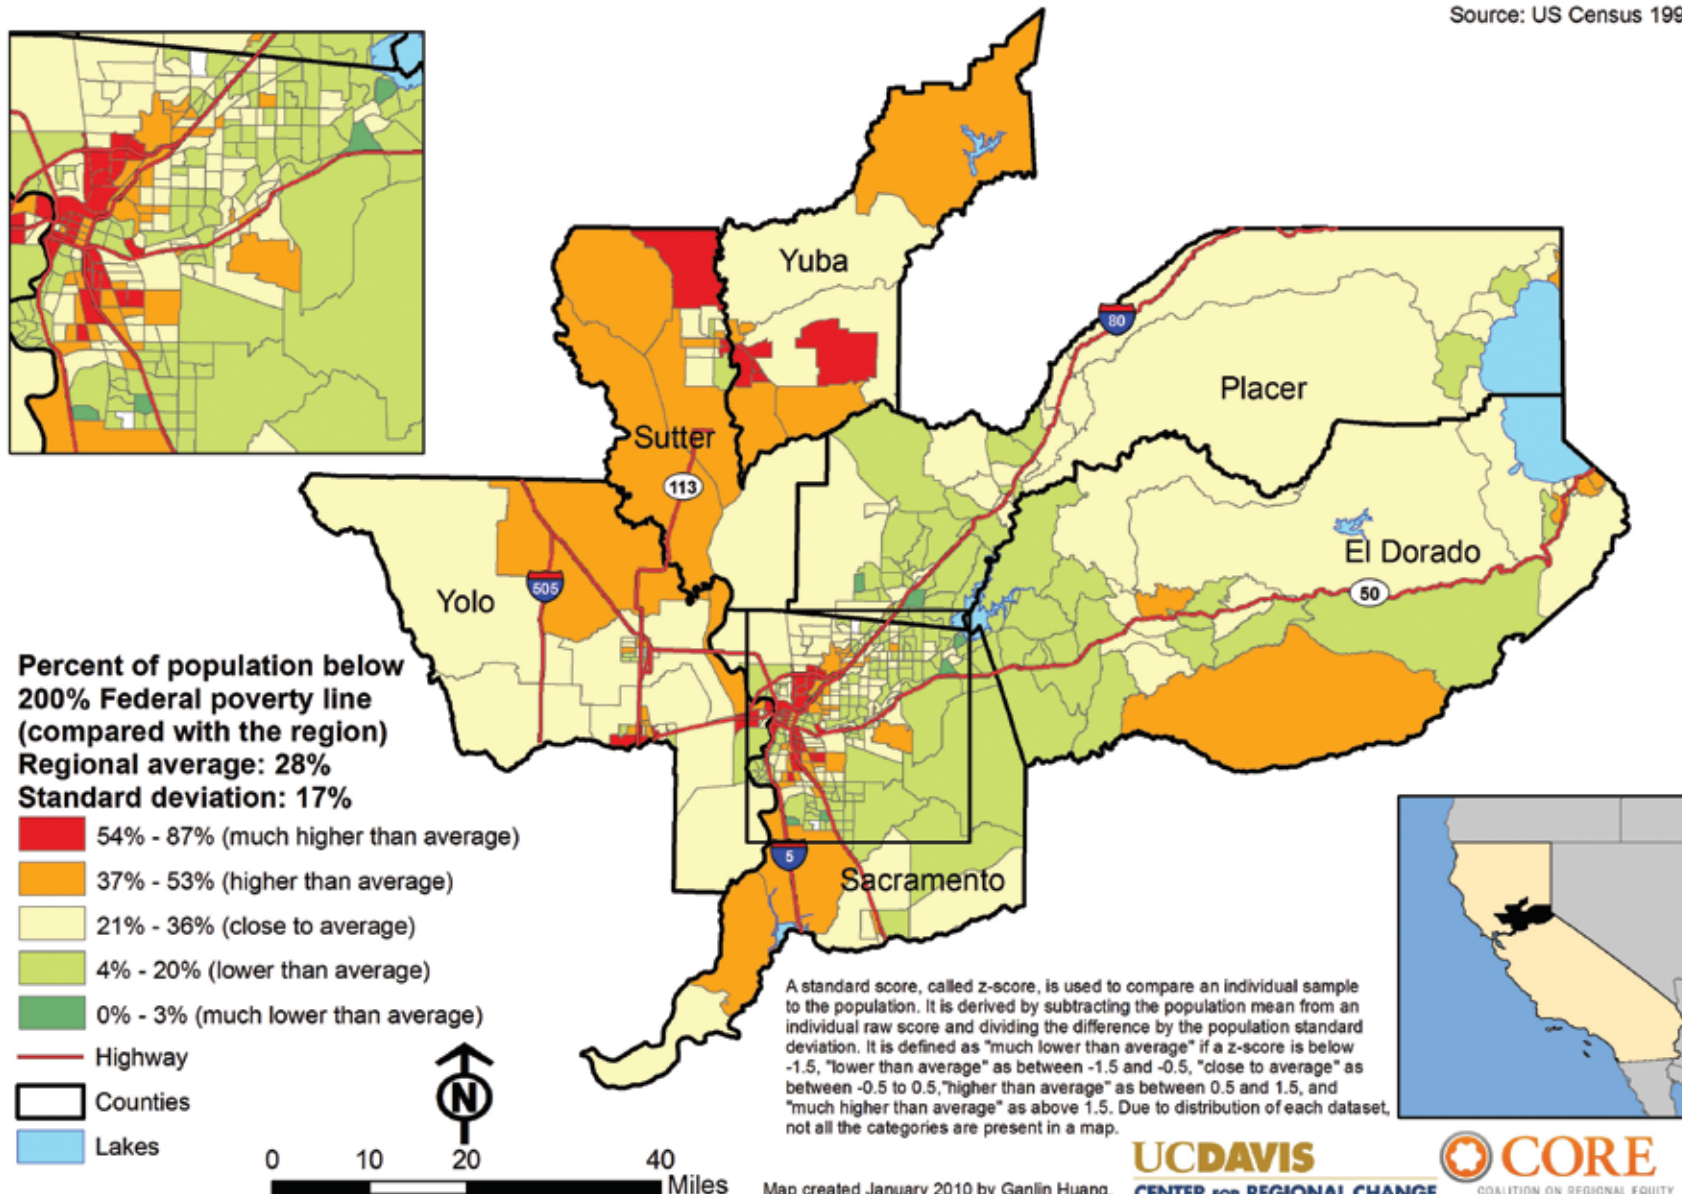 Source: US Census 199
Yuba
80
Placer
Sutter
113
505
Yolo
El Dorado
50
5
Sacramento
Percent of population below
200% Federal poverty line
(compared with the region)
Regional average: 28%
Standard deviation: 17%
54% - 87% (much higher than average)
37% - 53% (higher than average)
21% - 36% (close to average)
4% - 20% (lower than average)
0% - 3% (much lower than average)
Highway
Counties
Lakes
N
0 10 20 40
Miles
A standard score, called z-score, is used to compare an individual sample
to the population. It is derived by subtracting the population mean from an
individual raw score and dividing the difference by the population standard
deviation. It is defined as "much lower than average" if a z-score is below
-1.5, "lower than average" as between -1.5 and -0.5, "close to average" as
between -0.5 to 0.5,"higher than average" as between 0.5 and 1.5, and
"much higher than average" as above 1.5. Due to distribution of each dataset,
not all the categories are present in a map.
Map created January 2010 by Ganlin Huang.
UCDAVIS
CENTER FOR REGIONAL CHANGE
CORE
COALITION ON REGIONAL EQUITY